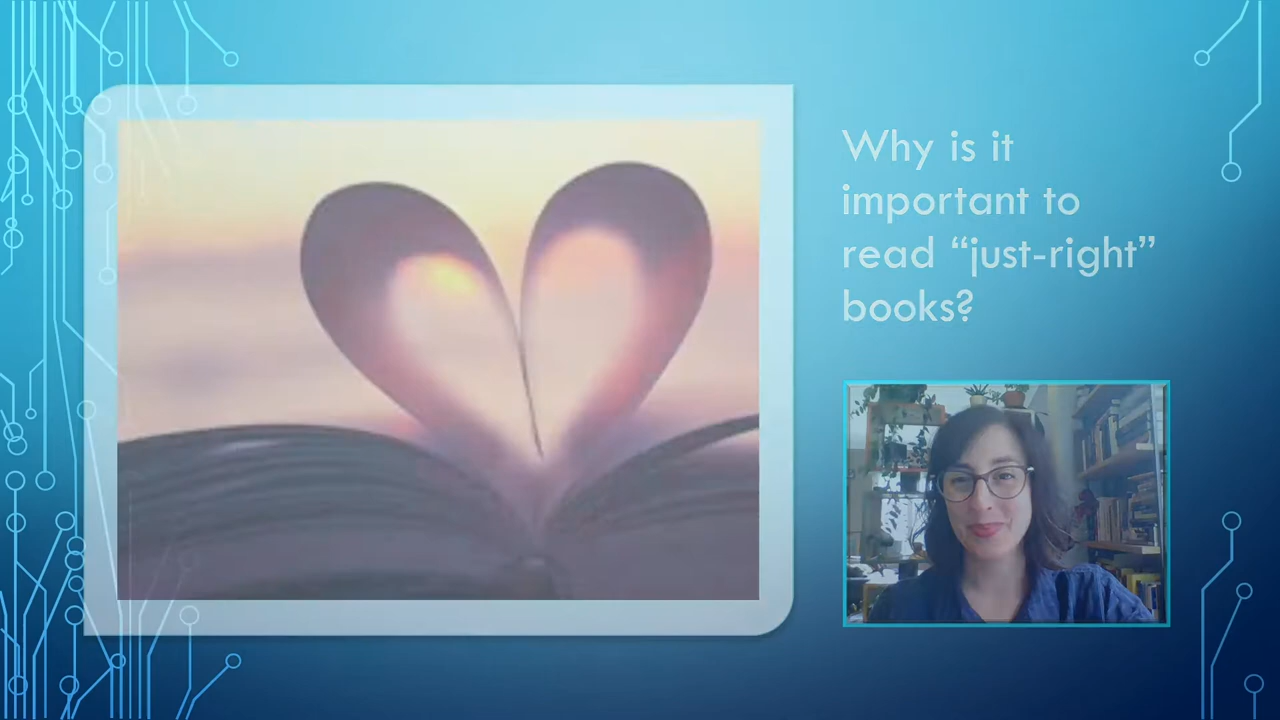 Why is it
important to
read “just-right”
books?